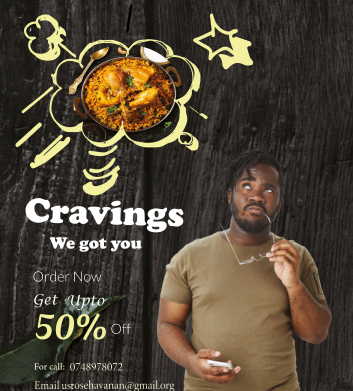 Cravings
We got you
Order Now
Get Upto
50% Off
For call: 0748978072
Email usrosehavanan@gmail.org